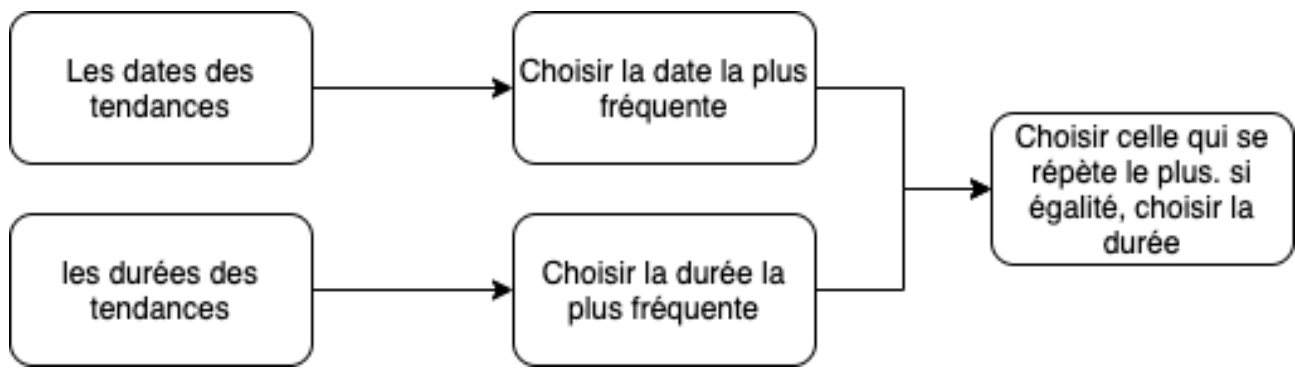 Les dates des
tendances
Choisir la date la plus
fréquente
les durées des
tendances
Choisir la durée la
plus fréquente
Choisir celle qui se
répète le plus. si
égalité, choisir la
durée